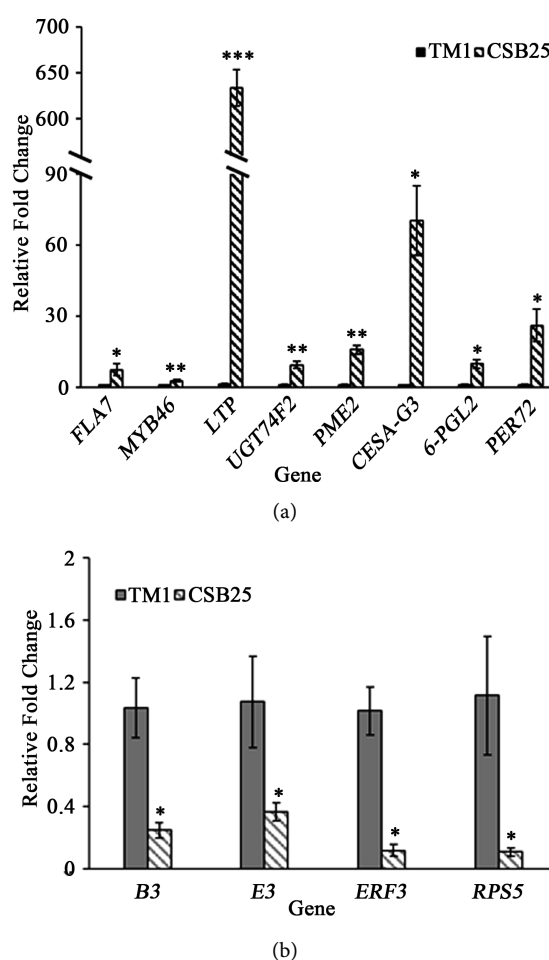 700
650
600
90
60
30
0
Relative Fold Change
TM1 CSB25
***
*
**
**
**
*
*
*
FLA7
MYB46
LTP
UGT74F2
PME2
CESA-G3
6-PGL2
PER72
Gene
(a)
2
1.6
1.2
0.8
0.4
0
Relative Fold Change
TM1 CSB25
*
*
*
*
B3 E3 ERF3 RPS5
Gene
(b)